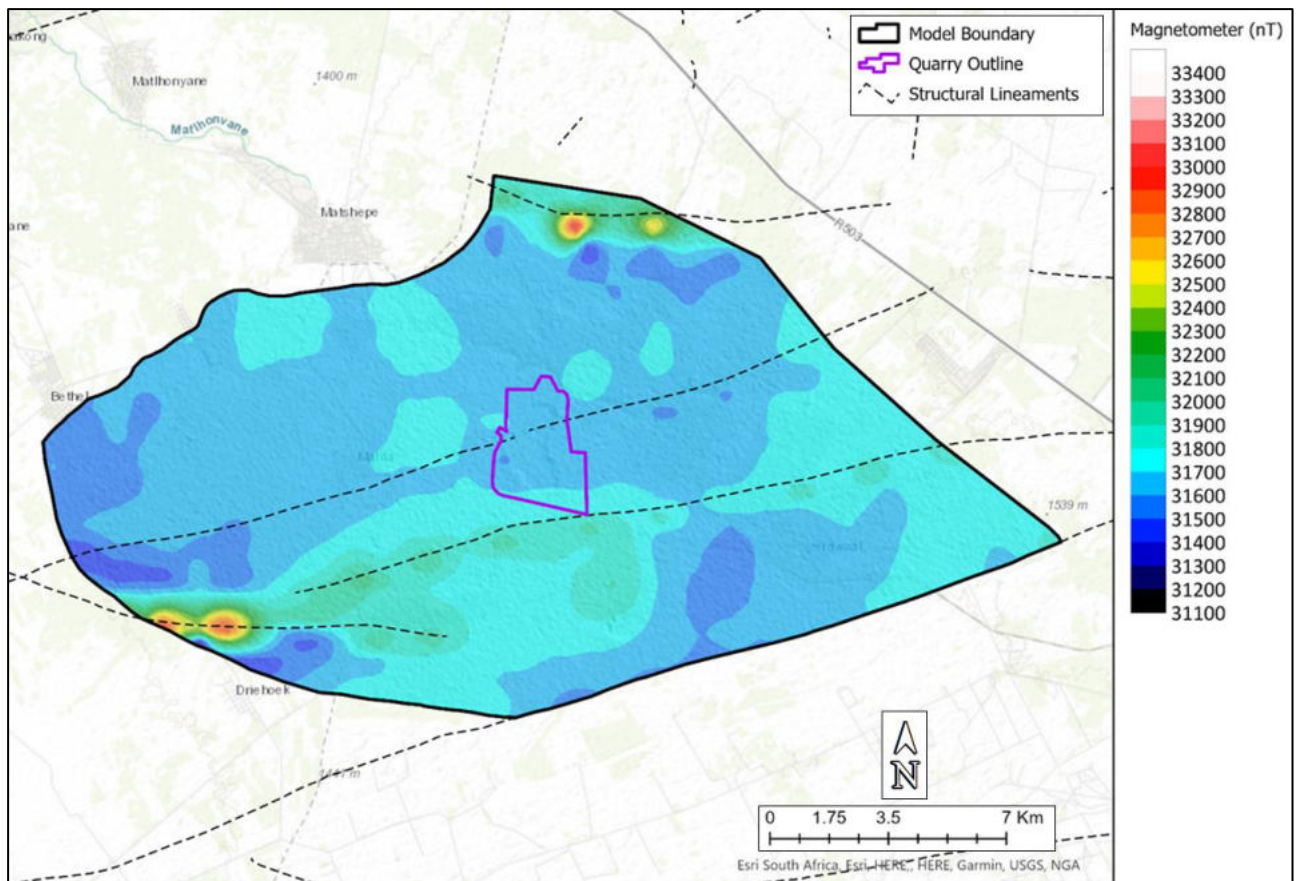 Model Boundary
Quarry Outline
Structural Lineaments
Magnetometer (nT)
33400
33300
33200
33100
33000
32900
32800
32700
32600
32500
32400
32300
32200
32100
32000
31900
31800
31700
31600
31500
31400
31300
31200
31100
Matlhonyane
1400 m
Matlhonyane
Matshepe
ane
R503
Bethel
1539 m
Driehoek
N
0 1.75 3.5 7 Km
Esri South Africa, Esri, HERE, HERE, Garmin, USGS, NGA